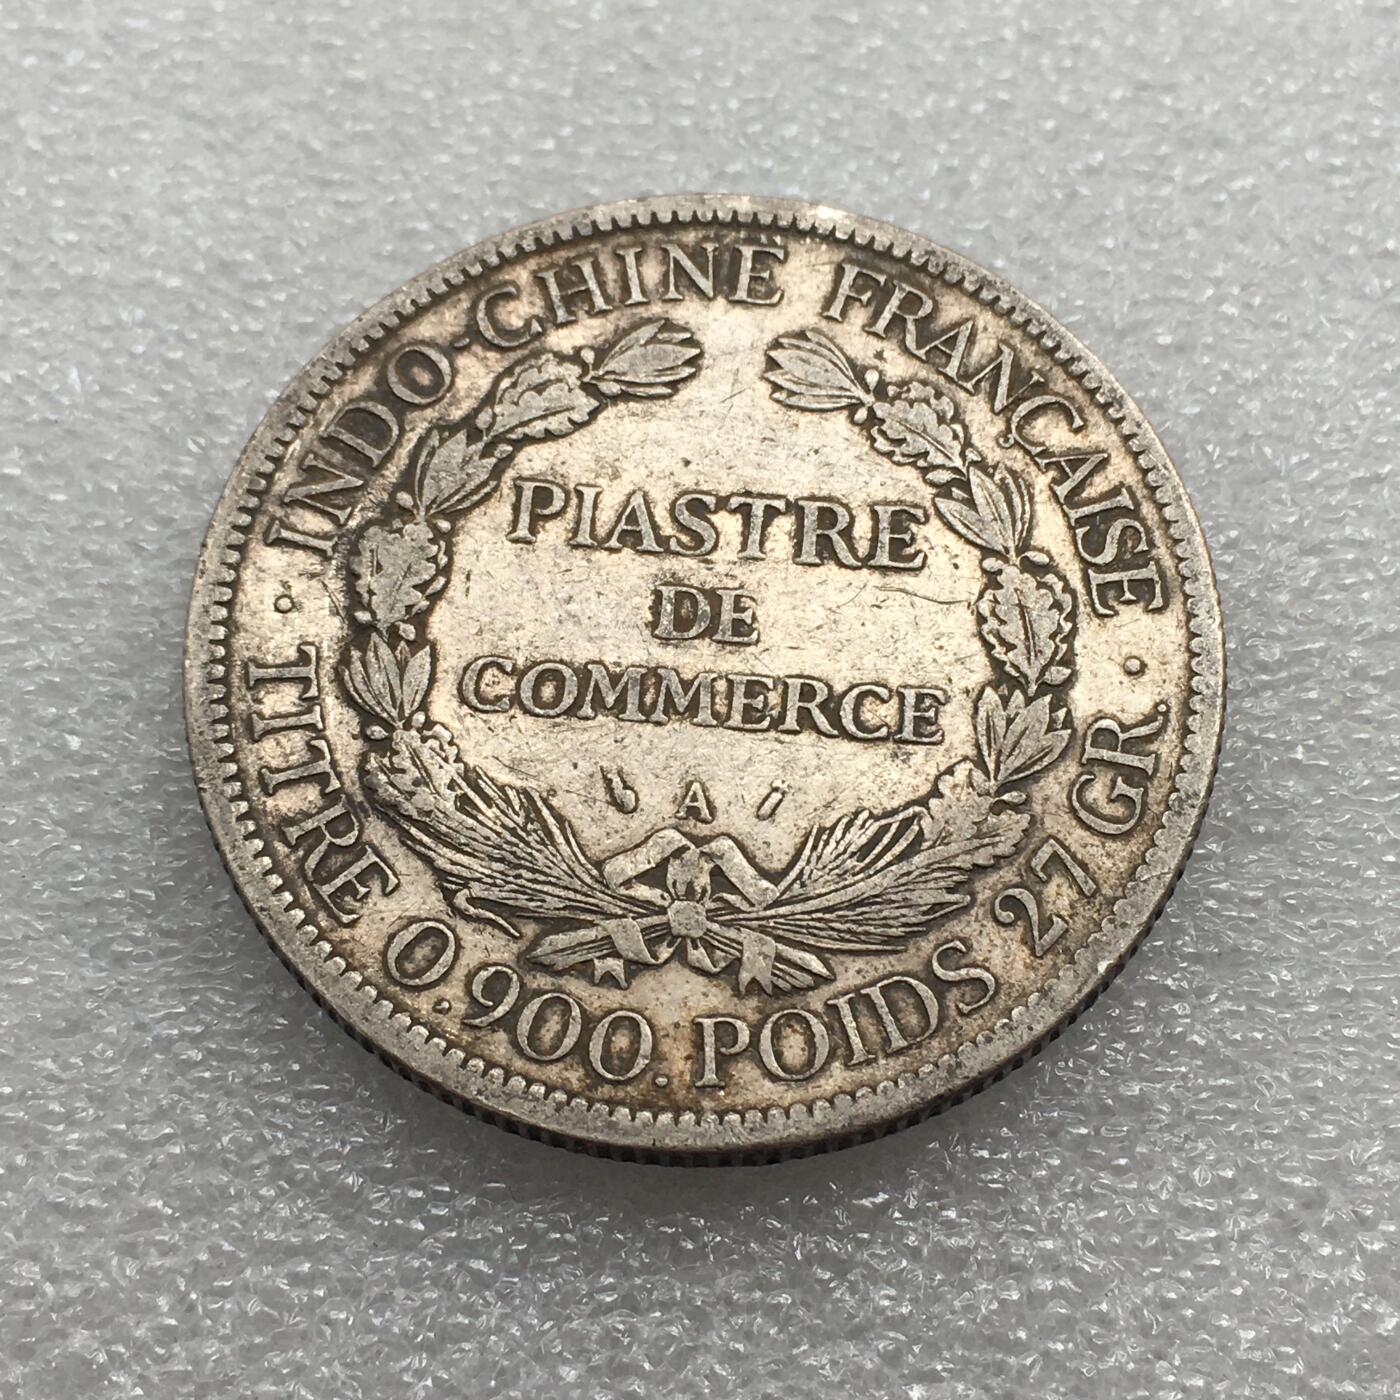 INDO-CHINE FRANÇAISE
PIASTRE
DE
COMMERCE
A
TITRE 0.900. POIDS 27 GR.